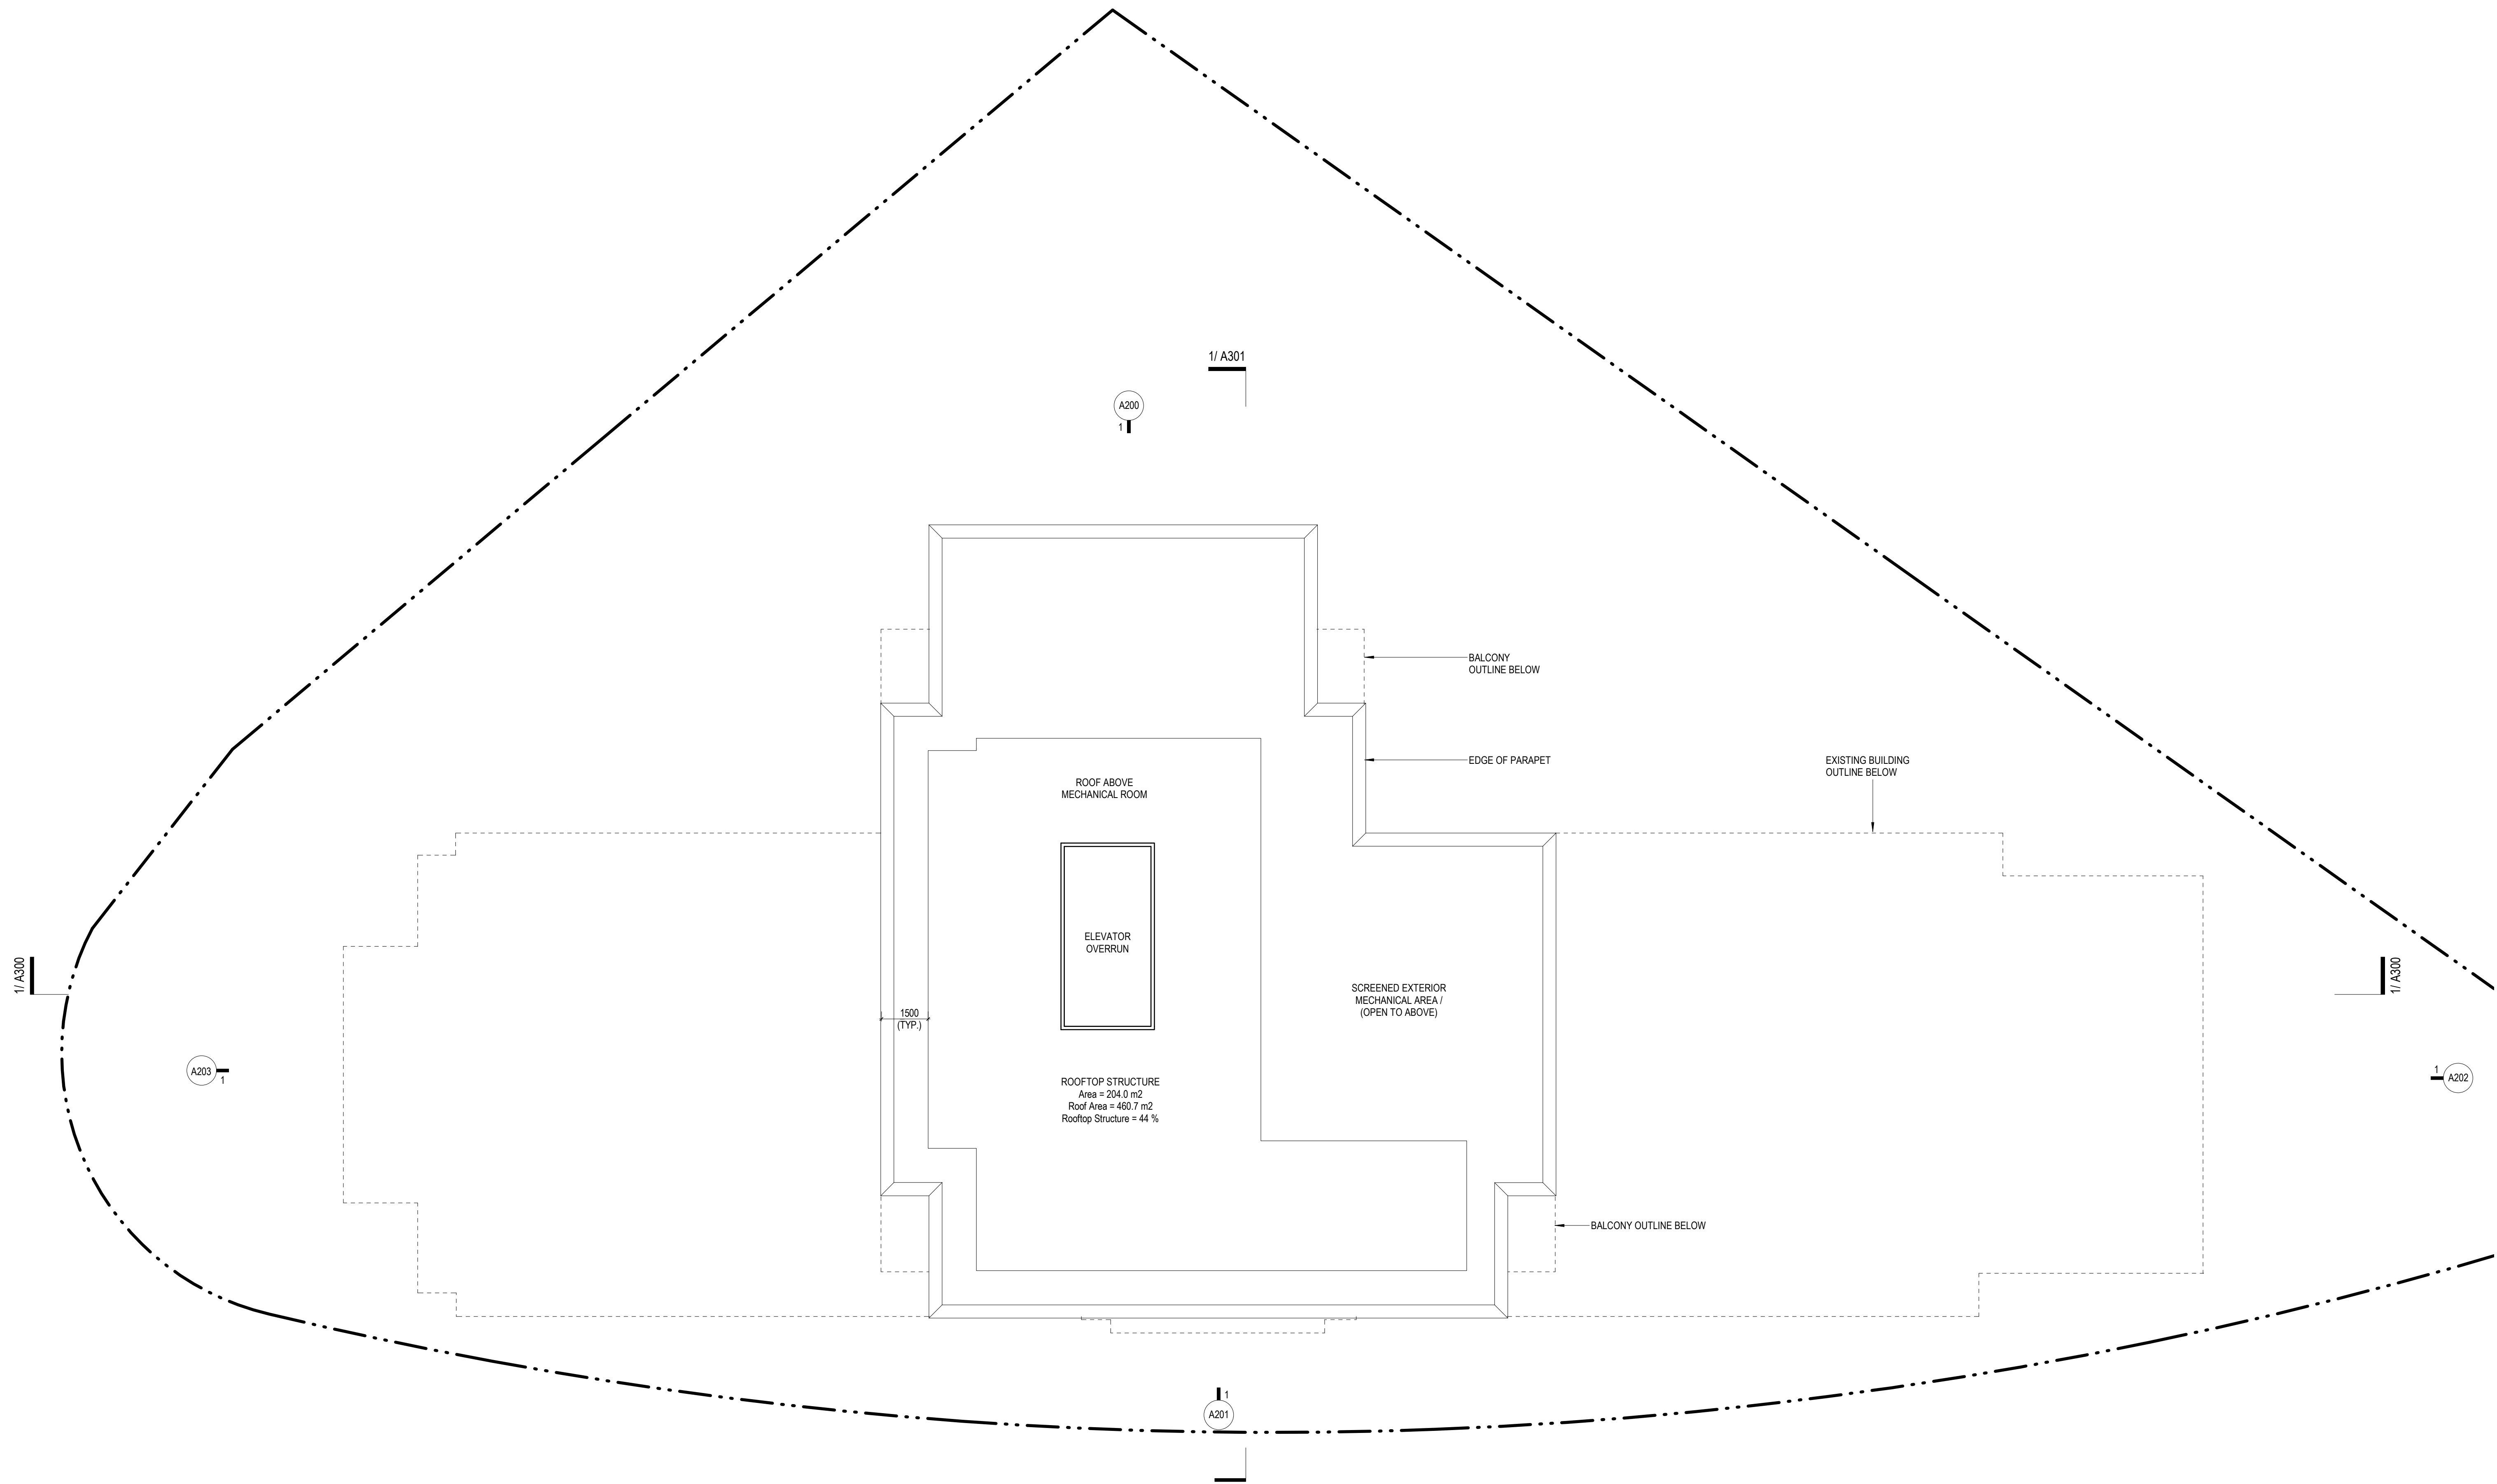 1/ A301
A200
1
BALCONY
OUTLINE BELOW
EDGE OF PARAPET
EXISTING BUILDING
OUTLINE BELOW
ROOF ABOVE
MECHANICAL ROOM
ELEVATOR
OVERRUN
1/ A300
1/ A300
SCREENED EXTERIOR
MECHANICAL AREA /
(OPEN TO ABOVE)
1500
(TYP.)
A203
1
1
A202
ROOFTOP STRUCTURE
Area = 204.0 m2
Roof Area = 460.7 m2
Rooftop Structure = 44 %
BALCONY OUTLINE BELOW
1
A201